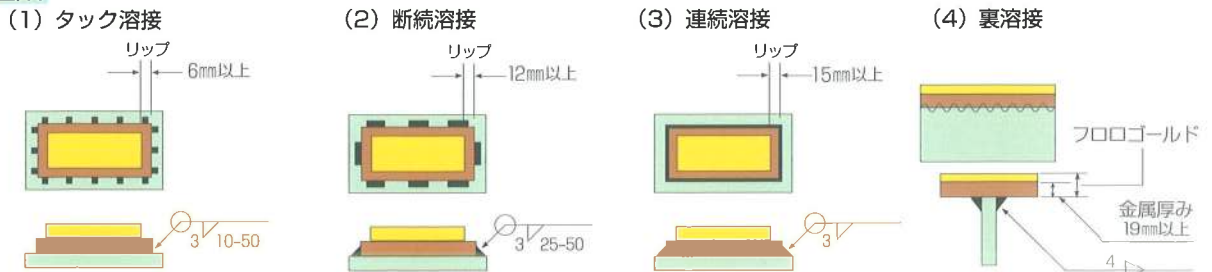 (1) タック溶接
リップ
6㎜以上
3 10-50
(2) 断続溶接
リップ
12㎜以上
3 25-50
(3) 連続溶接
リップ
15㎜以上
3
(4) 裏溶接
フロロゴールド
金属厚み
19㎜以上
4